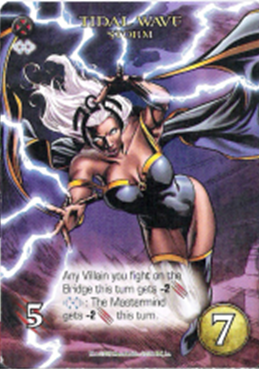 TIDAL WAVE
STORM
Any Villain you fight on the
Bridge this turn gets -2
: The Mastermind
gets -2 this turn.
5
7